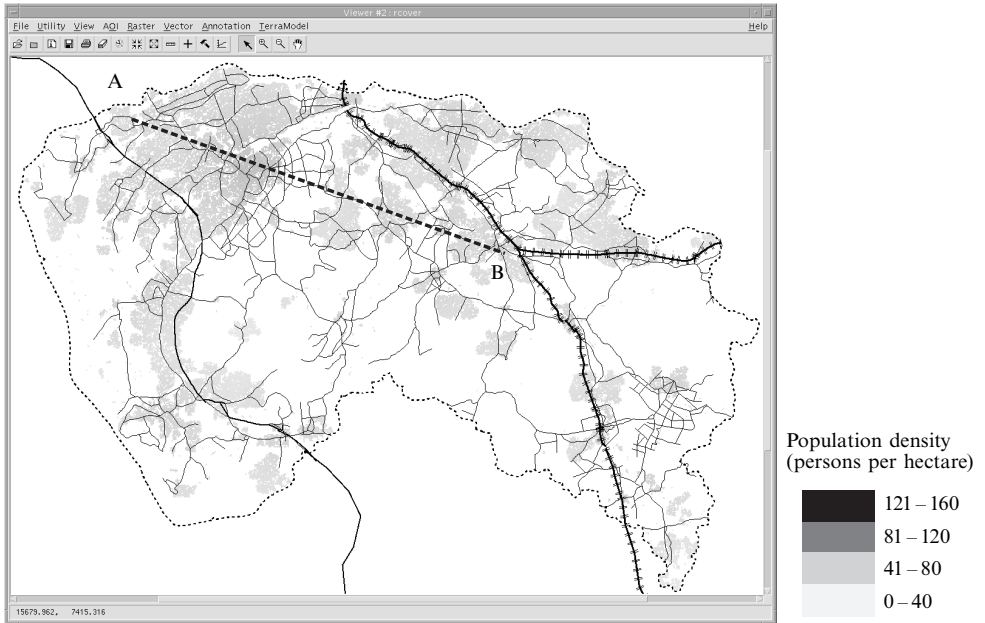 Viewer #2 : rcover
File Utility View AOI Raster Vector Annotation TerraModel Help
A
B
Population density
(persons per hectare)
121 – 160
81 – 120
41 – 80
0 – 40
15679.962, 7415.316